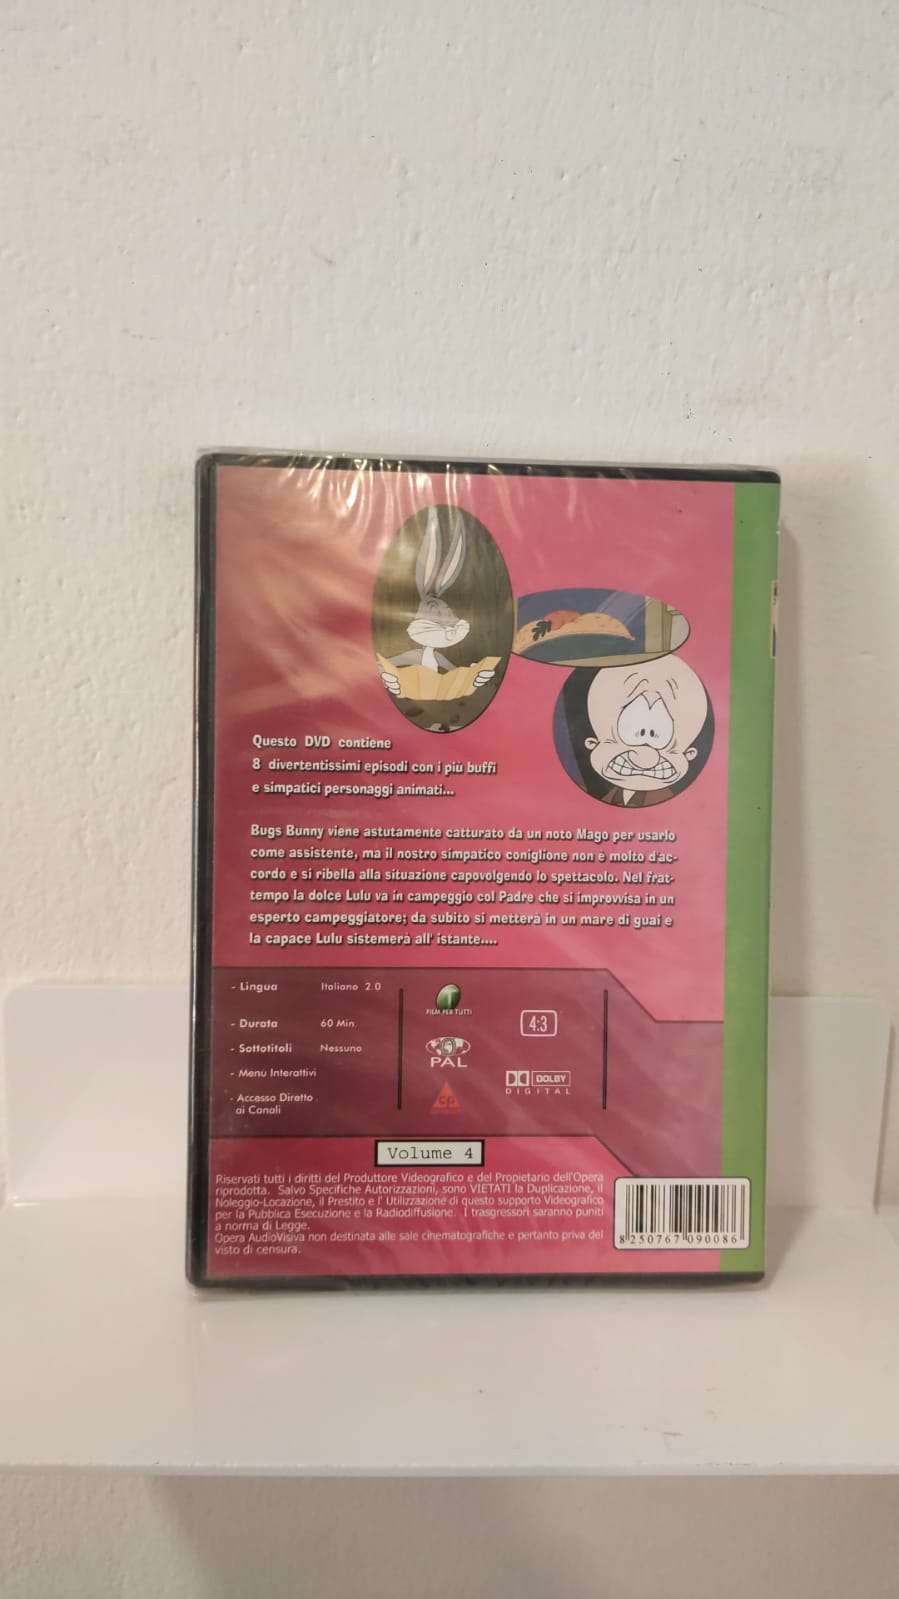 Questo DVD contiene
8 divertentissimi episodi con i più buffi
e simpatici personaggi animati...
Bugs Bunny viene astutamente catturato da un noto Mago per usarlo
come assistente, ma il nostro simpatico coniglione non è molto d'ac-
cordo e si ribella alla situazione capovolgendo lo spettacolo. Nel frat-
tempo la dolce Lulu va in campeggio col Padre che si improvvisa in un
esperto campeggiatore; da subito si metterà in un mare di guai e
la capace Lulu sistemerà all' istante....
- Lingua Italiano 2.0
- Durata 60 Min.
- Sottotitoli Nessuno
- Menù Interattivi
- Accesso Diretto
ai Canali
FILM PER TUTTI
PAL
4:3
DOLBY
DIGITAL
Volume 4
Riservati tutti i diritti del Produttore Videografico e del Propietario dell'Opera
riprodotta. Salvo Specifiche Autorizzazioni, sono VIETATI la Duplicazione, il
Noleggio-Locazione, il Prestito e l' Utilizzazione di questo supporto Videografico
per la Pubblica Esecuzione e la Radiodiffusione. I trasgressori saranno puniti
a norma di Legge.
Opera AudioVisiva non destinata alle sale cinematografiche e pertanto priva del
visto di censura.
8 250767 090086